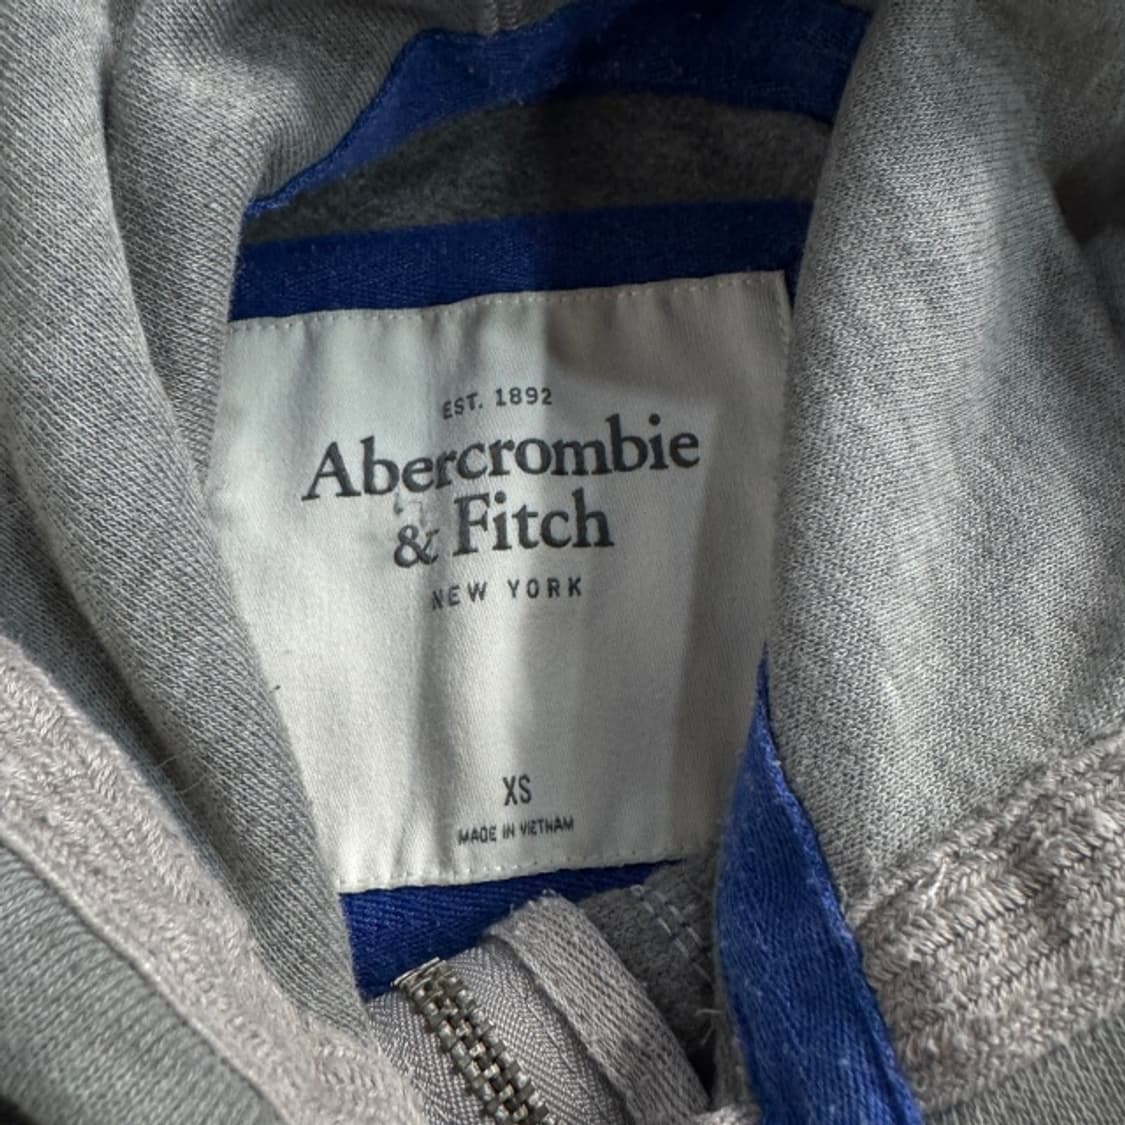 EST. 1892
Abercrombie
& Fitch
NEW YORK
XS
MADE IN VIETNAM